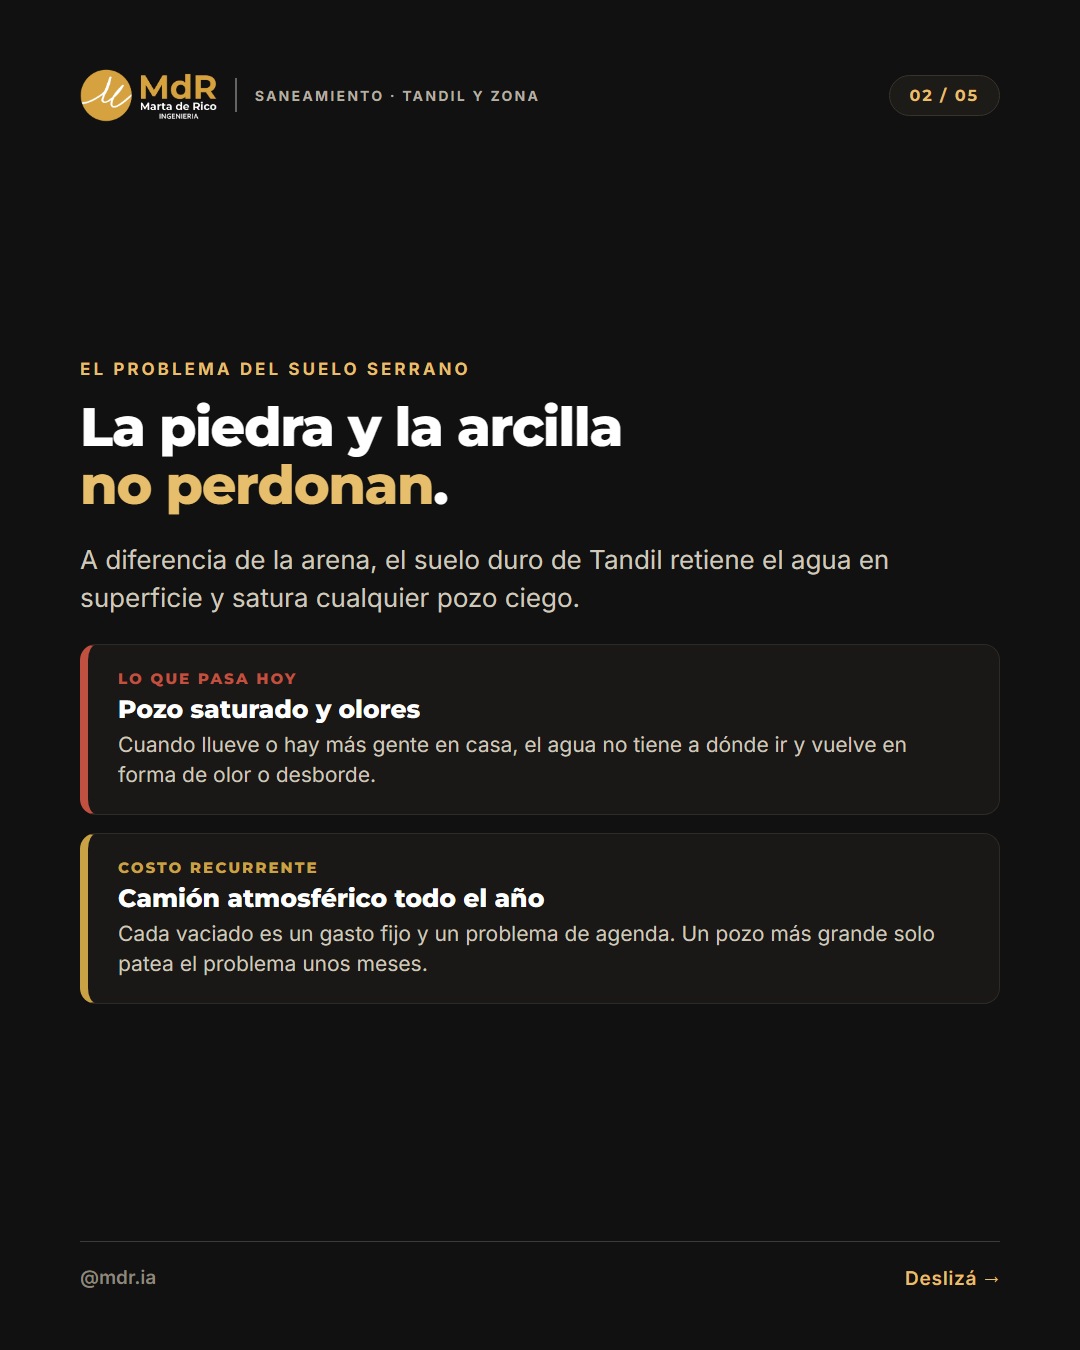 MdR
Marta de Rico
INGENIERIA
SANEAMIENTO · TANDIL Y ZONA
02 / 05
EL PROBLEMA DEL SUELO SERRANO
La piedra y la arcilla
no perdonan.
A diferencia de la arena, el suelo duro de Tandil retiene el agua en
superficie y satura cualquier pozo ciego.
LO QUE PASA HOY
Pozo saturado y olores
Cuando llueve o hay más gente en casa, el agua no tiene a dónde ir y vuelve en
forma de olor o desborde.
COSTO RECURRENTE
Camión atmosférico todo el año
Cada vaciado es un gasto fijo y un problema de agenda. Un pozo más grande solo
patea el problema unos meses.
@mdr.ia
Deslizá →